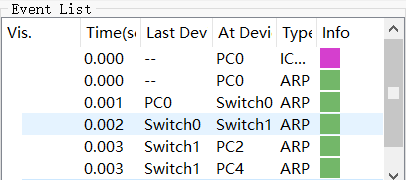 Event List
Vis. Time(se Last Dev At Devi Type Info
0.000 -- PC0 IC...
0.000 -- PC0 ARP
0.001 PC0 Switch0 ARP
0.002 Switch0 Switch1 ARP
0.003 Switch1 PC2 ARP
0.003 Switch1 PC4 ARP